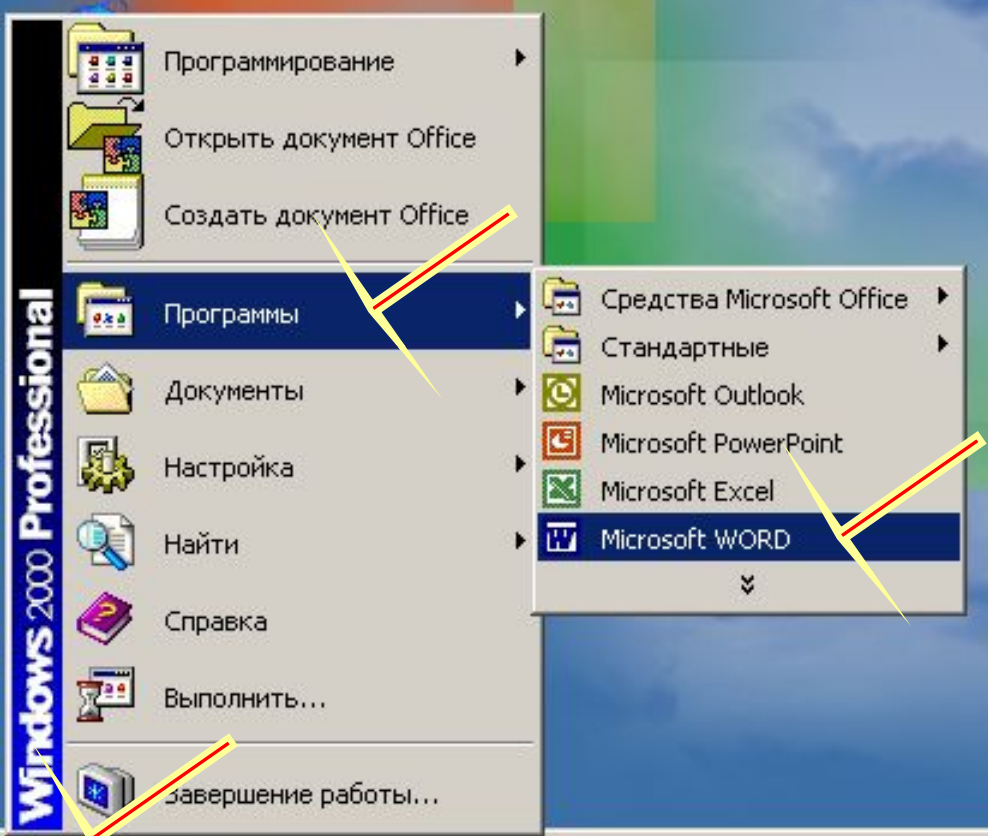 Программирование
Открыть документ Office
Создать документ Office
Программы
Документы
Настройка
Найти
Справка
Выполнить...
Завершение работы...
Windows 2000 Professional
Средства Microsoft Office
Стандартные
Microsoft Outlook
Microsoft PowerPoint
Microsoft Excel
Microsoft WORD